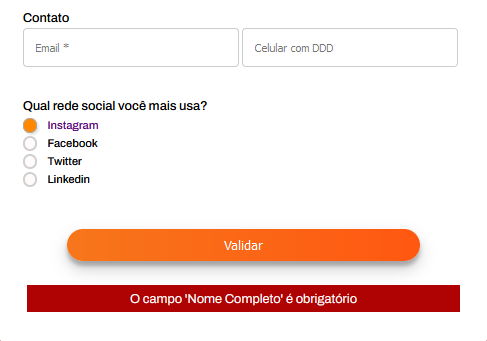 Contato
Email *
Celular com DDD
Qual rede social você mais usa?
Instagram
Facebook
Twitter
Linkedin
Validar
O campo 'Nome Completo' é obrigatório